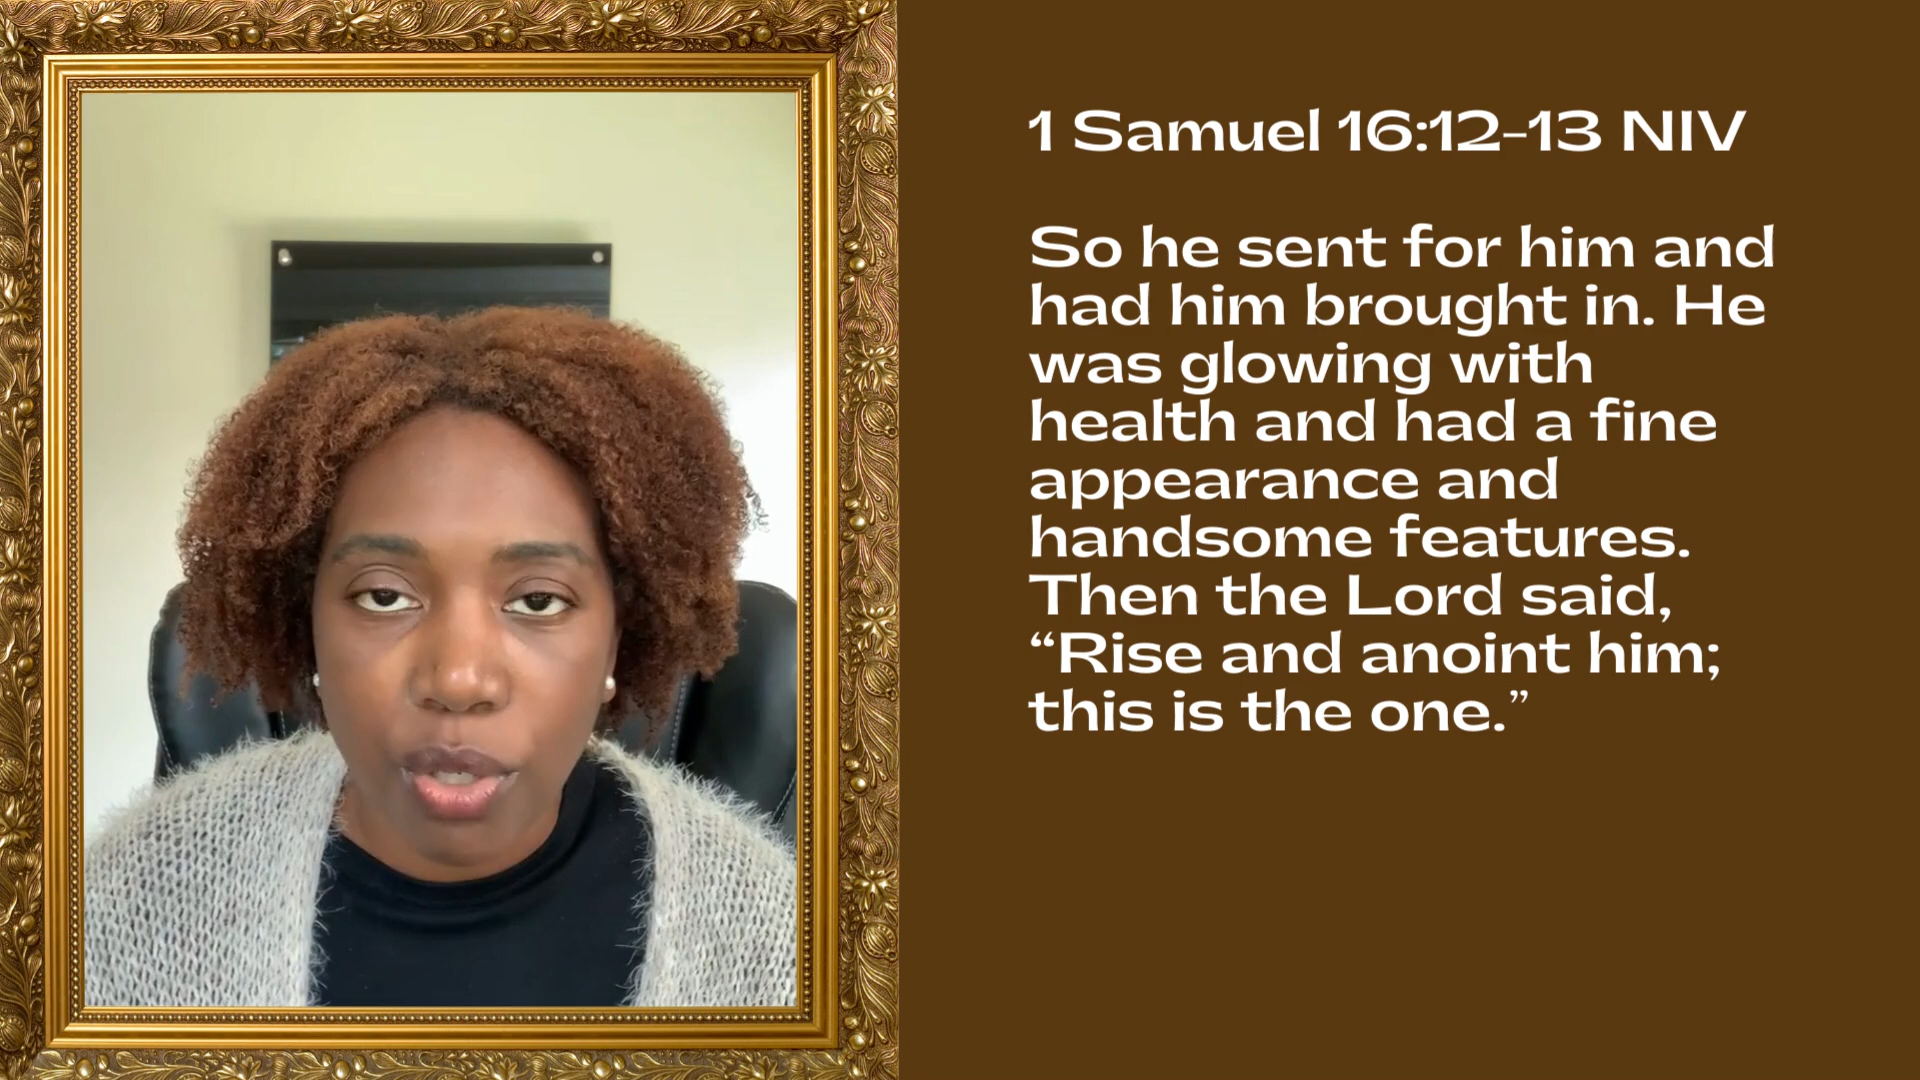 1 Samuel 16:12-13 NIV
So he sent for him and
had him brought in. He
was glowing with
health and had a fine
appearance and
handsome features.
Then the Lord said,
“Rise and anoint him;
this is the one.”